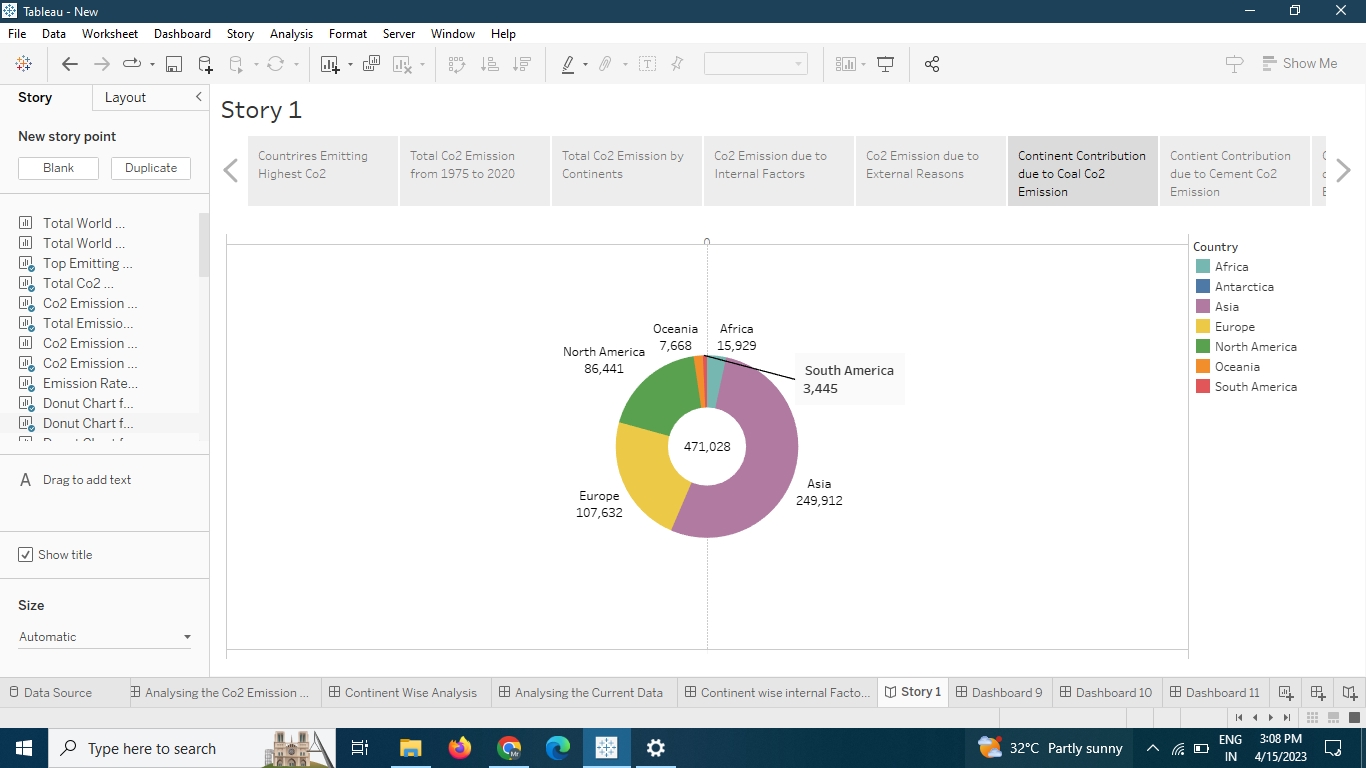 Tableau - New
File Data Worksheet Dashboard Story Analysis Format Server Window Help
Show Me
Story Layout
New story point
Blank Duplicate
Total World ...
Total World ...
Top Emitting ...
Total Co2 ...
Co2 Emission ...
Total Emissio...
Co2 Emission ...
Co2 Emission ...
Emission Rate...
Donut Chart f...
Donut Chart f...
A Drag to add text
Show title
Size
Automatic
Story 1
Countrires Emitting
Highest Co2
Total Co2 Emission
from 1975 to 2020
Total Co2 Emission by
Continents
Co2 Emission due to
Internal Factors
Co2 Emission due to
External Reasons
Continent Contribution
due to Coal Co2
Emission
Contient Contribution
due to Cement Co2
Emission
Oceania
7,668
Africa
15,929
North America
86,441
South America
3,445
471,028
Europe
107,632
Asia
249,912
Country
Africa
Antarctica
Asia
Europe
North America
Oceania
South America
Data Source Analysing the Co2 Emission ... Continent Wise Analysis Analysing the Current Data Continent wise internal Facto... Story 1 Dashboard 9 Dashboard 10 Dashboard 11
Type here to search
32°C Partly sunny
ENG
IN
3:08 PM
4/15/2023